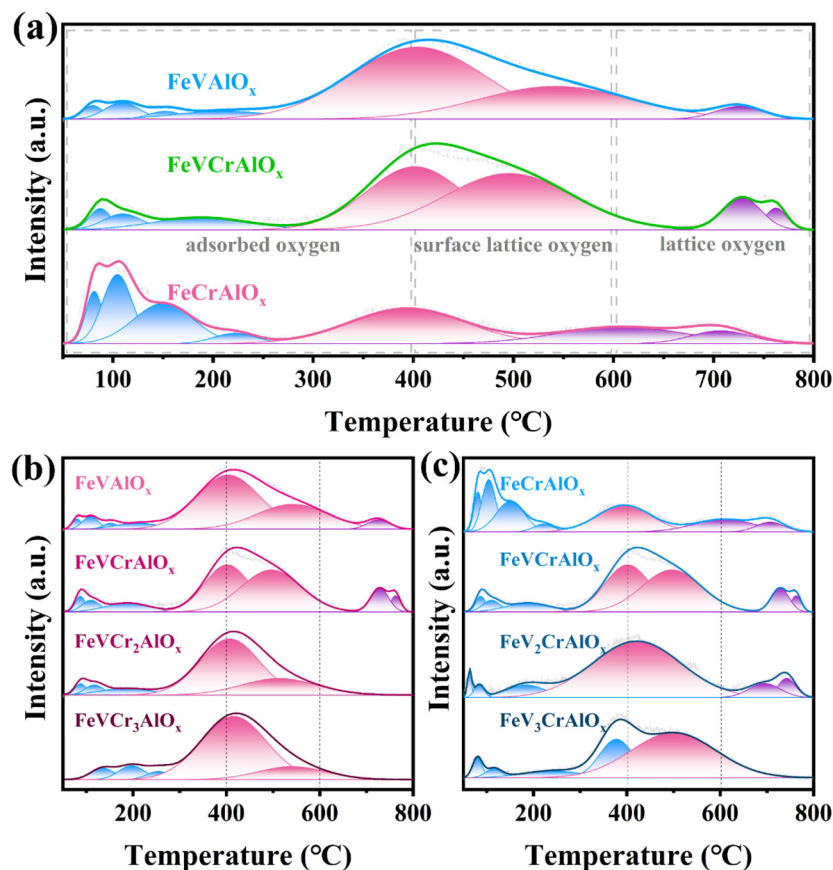 (a)
FeVAlOₓ
FeVCrAlOₓ
adsorbed oxygen surface lattice oxygen lattice oxygen
FeCrAlOₓ
Intensity (a.u.)
100 200 300 400 500 600 700 800
Temperature (℃)
(b)
FeVAlOₓ
FeVCrAlOₓ
FeVCr₂AlOₓ
FeVCr₃AlOₓ
Intensity (a.u.)
200 400 600 800
Temperature (℃)
(c)
FeCrAlOₓ
FeVCrAlOₓ
FeV₂CrAlOₓ
FeV₃CrAlOₓ
Intensity (a.u.)
200 400 600 800
Temperature (℃)